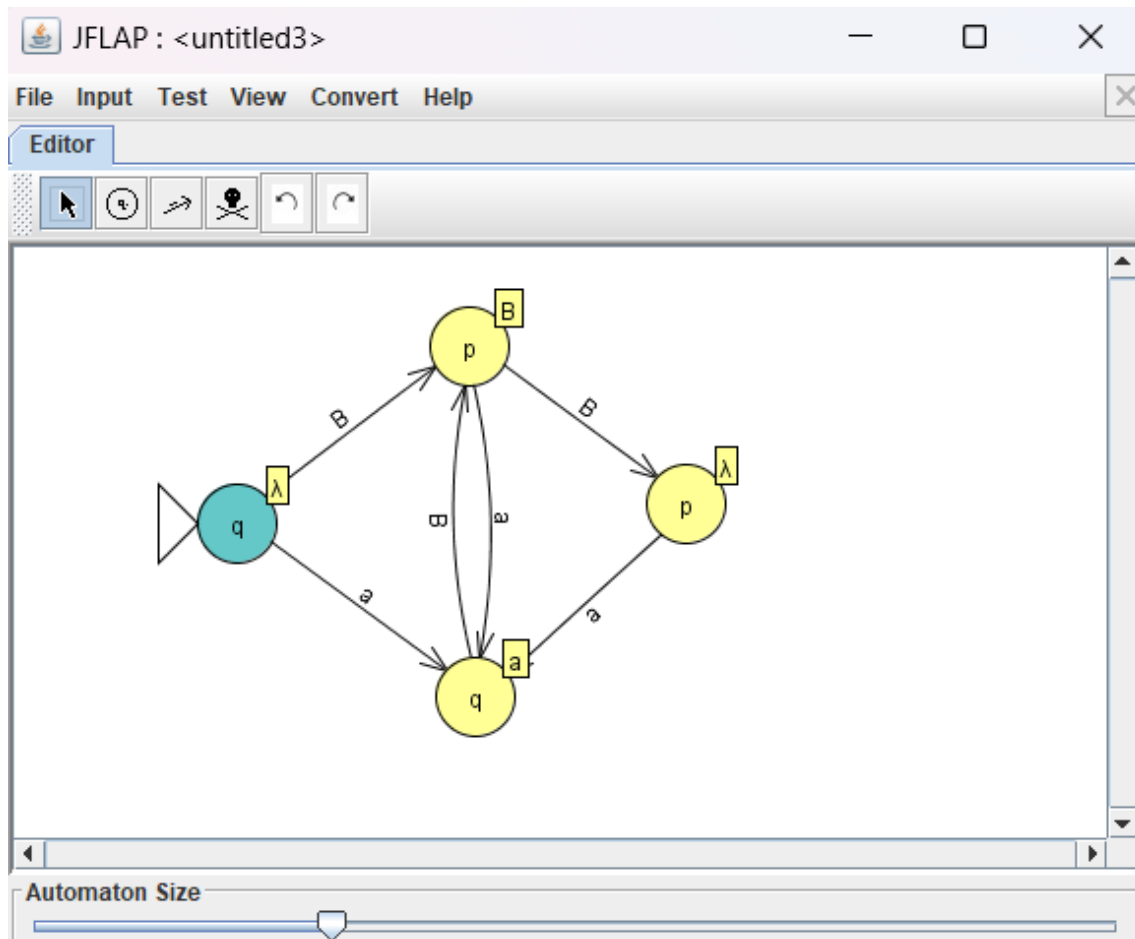 JFLAP : <untitled3>
File Input Test View Convert Help
Editor
B
p
B
B
λ
λ
q
p
B
a
a
a
a
q
Automaton Size